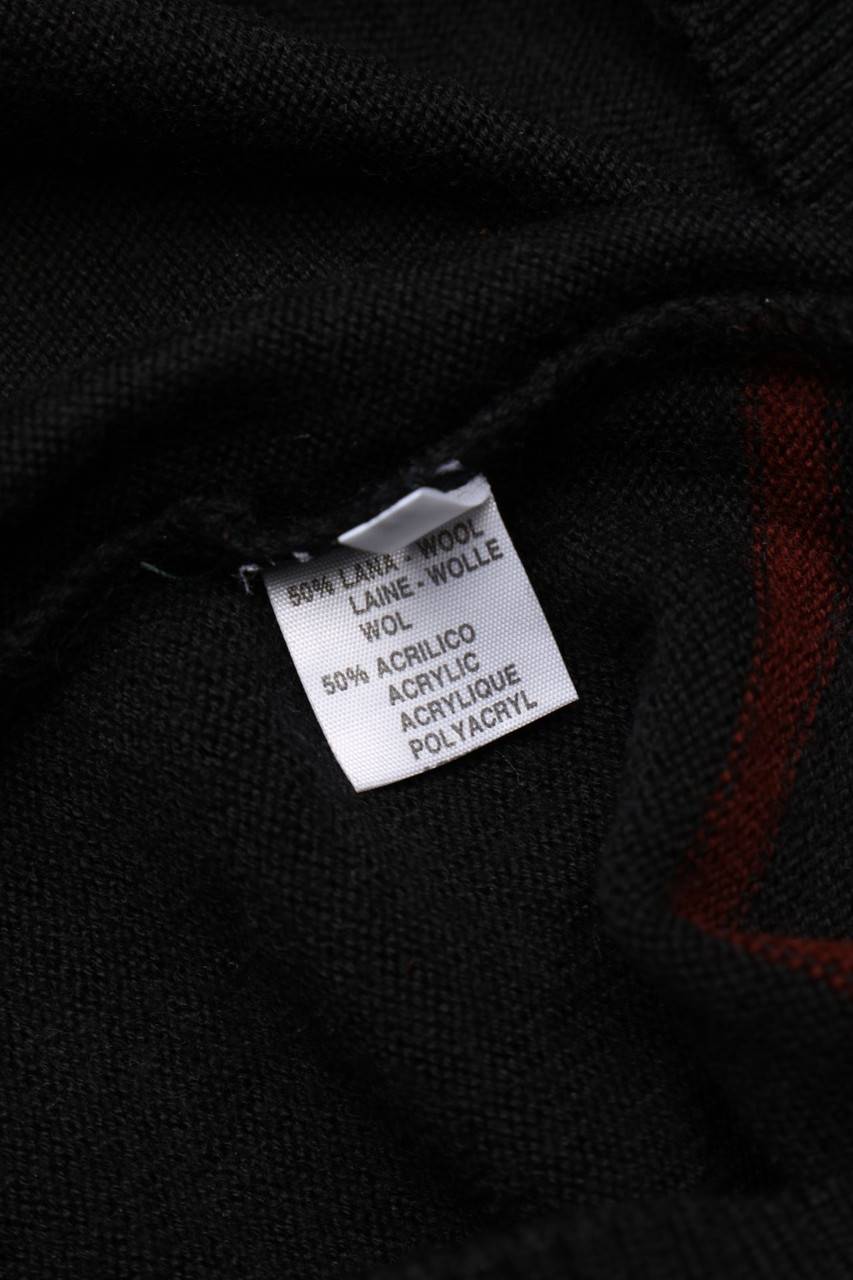 50% LANA - WOOL
LAINE - WOLLE
WOL
50% ACRILICO
ACRYLIC
ACRYLIQUE
POLYACRYL